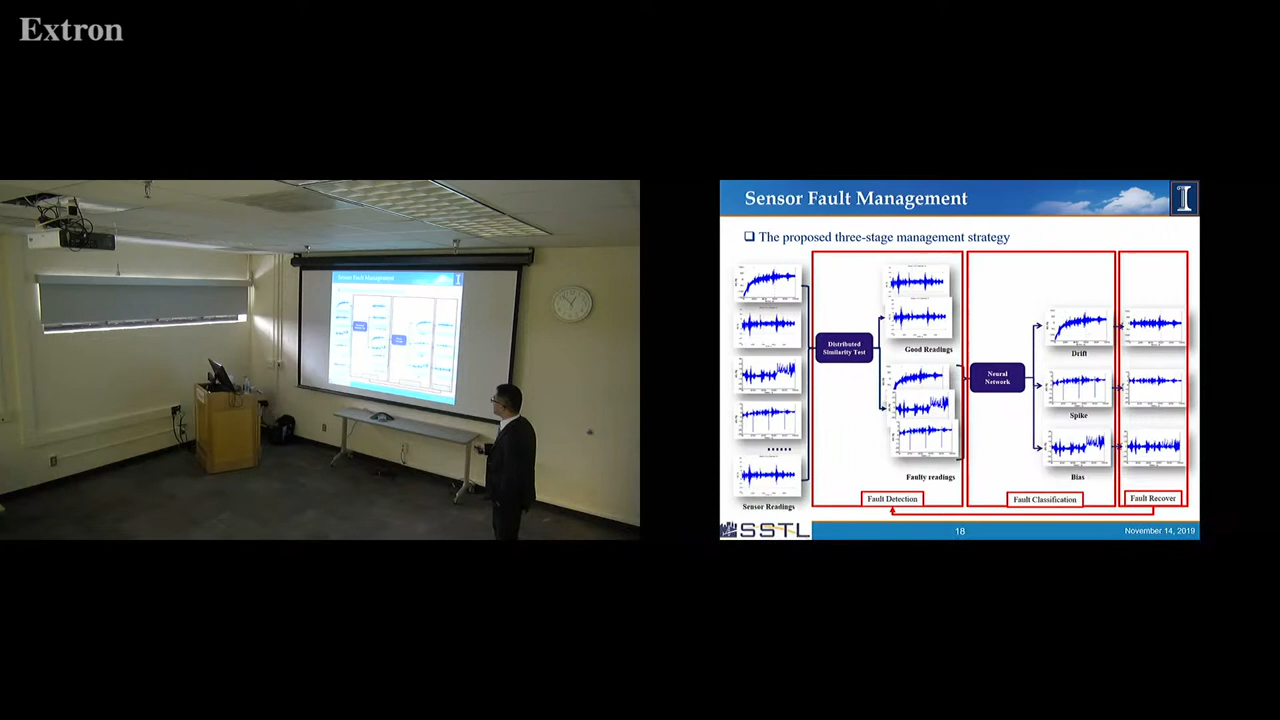 Extron
Sensor Fault Management
The proposed three-stage management strategy
Good Readings
Distributed
Similarity Test
Drift
Neural
Network
Spike
Faulty readings
Bias
Sensor Readings
Fault Detection
Fault Classification
Fault Recover
SSTL
18
November 14, 2019